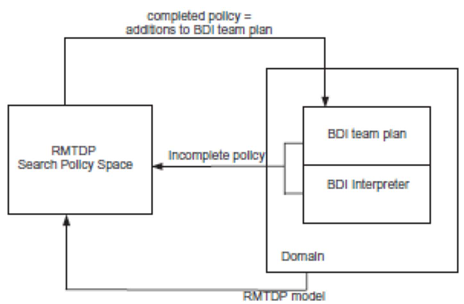 completed policy =
additions to BDI team plan
RMTDP
Search Policy Space
Incomplete policy
BDI team plan
BDI Interpreter
Domain
RMTDP model